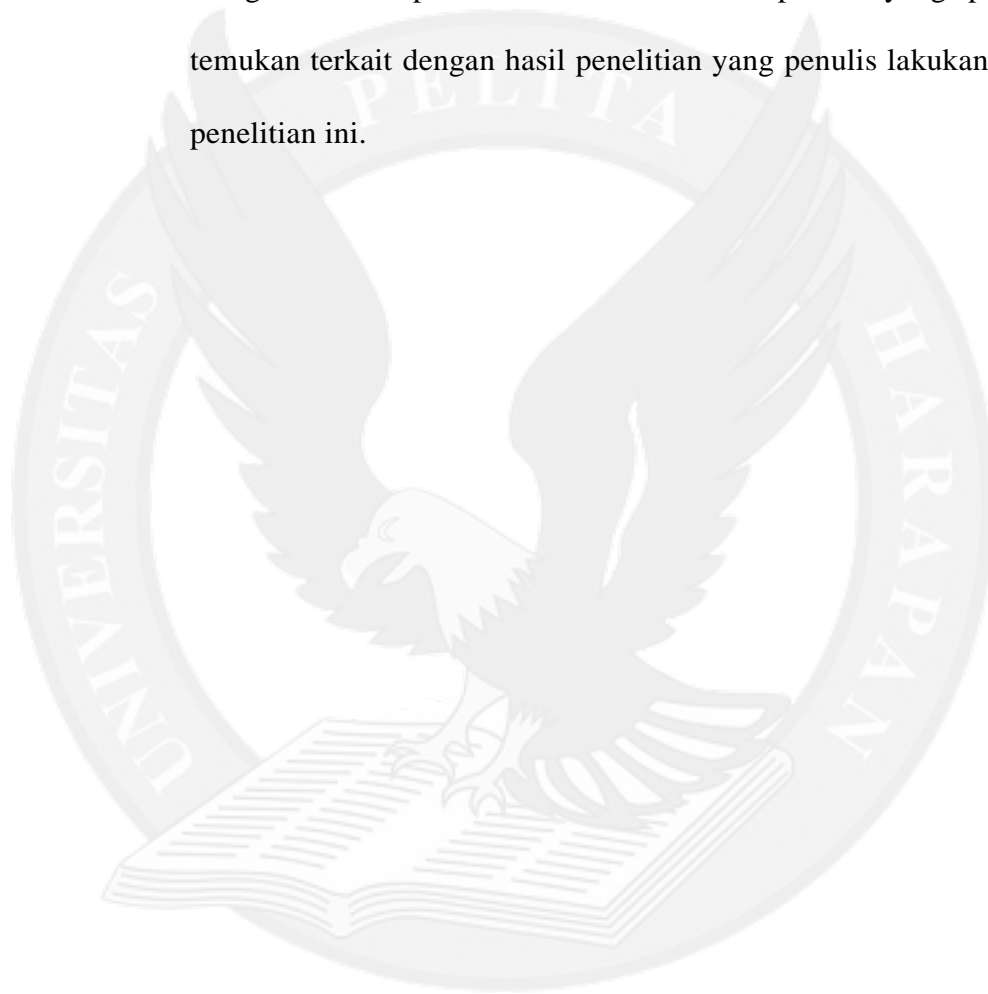 temukan terkait dengan hasil penelitian yang penulis lakukan
penelitian ini.
UNIVERSITAS PELITA HARAPAN